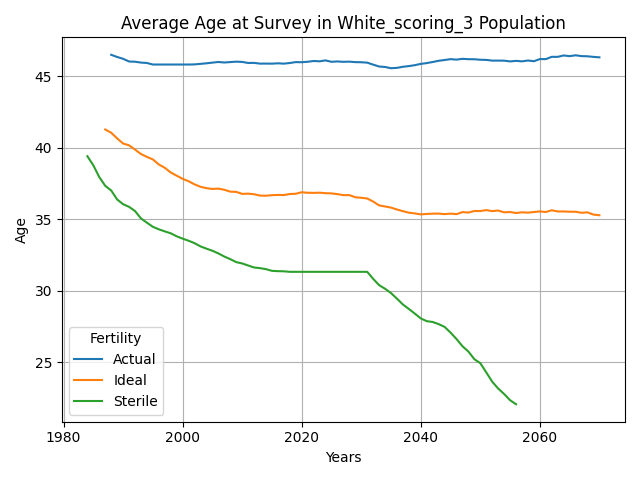 Average Age at Survey in White_scoring_3 Population
Age
45
40
35
30
25
Fertility
Actual
Ideal
Sterile
1980
2000
2020
2040
2060
Years